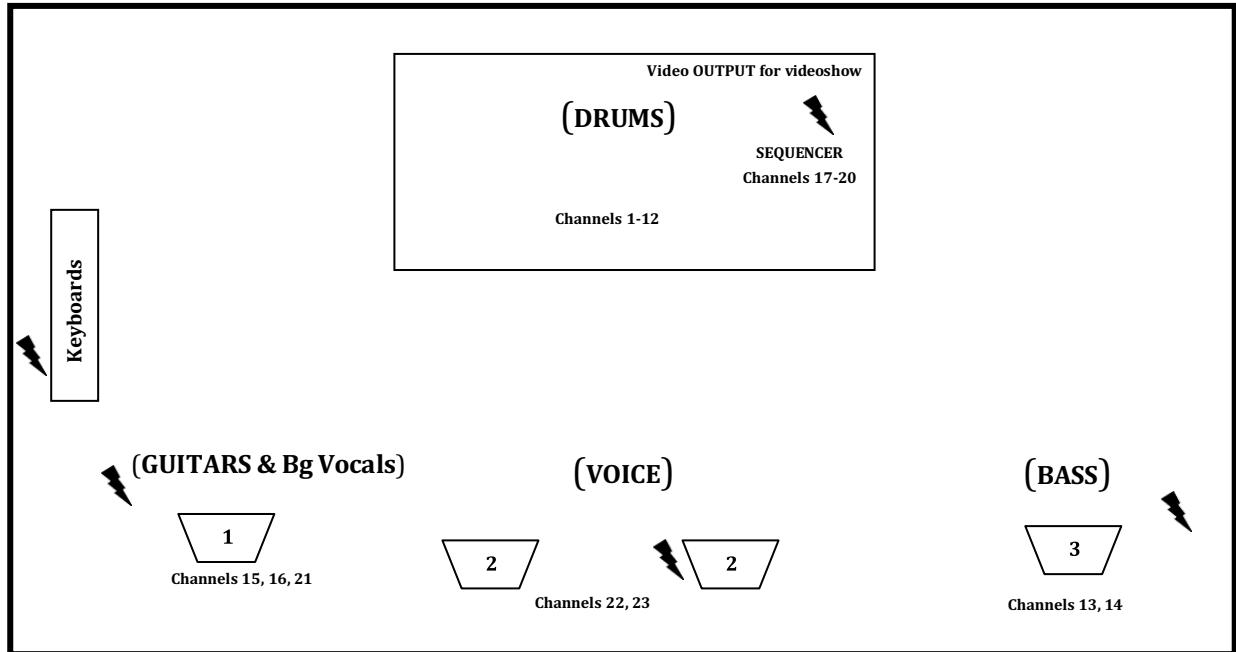 Video OUTPUT for videoshow
(DRUMS)
SEQUENCER
Channels 17-20
Channels 1-12
Keyboards
(GUITARS & Bg Vocals)
(VOICE)
(BASS)
1
2
2
3
Channels 15, 16, 21
Channels 22, 23
Channels 13, 14